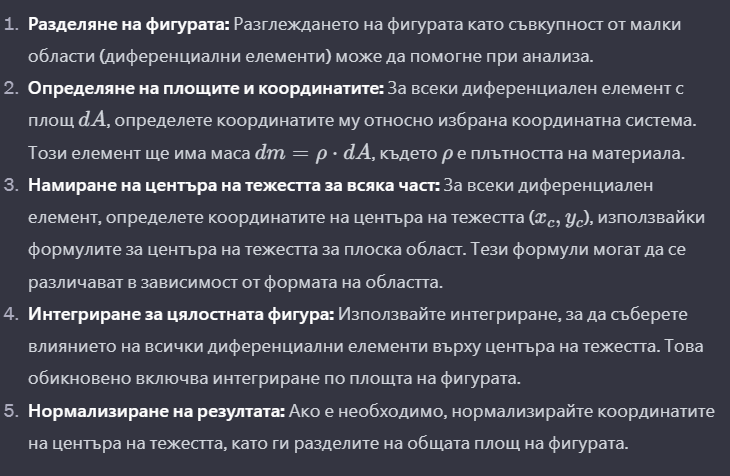 1. Разделяне на фигурата: Разглеждането на фигурата като съвкупност от малки
области (диференциални елементи) може да помогне при анализа.
2. Определяне на площите и координатите: За всеки диференциален елемент с
площ dA, определете координатите му относно избрана координатна система.
Този елемент ще има маса dm = ρ · dA, където ρ е плътността на материала.
3. Намиране на центъра на тежестта за всяка част: За всеки диференциален
елемент, определете координатите на центъра на тежестта (x_c, y_c), използвайки
формулите за центъра на тежестта за плоска област. Тези формули могат да се
различават в зависимост от формата на областта.
4. Интегриране за цялостната фигура: Използвайте интегриране, за да съберете
влиянието на всички диференциални елементи върху центъра на тежестта. Това
обикновено включва интегриране по площта на фигурата.
5. Нормализиране на резултата: Ако е необходимо, нормализирайте координатите
на центъра на тежестта, като ги разделите на общата площ на фигурата.